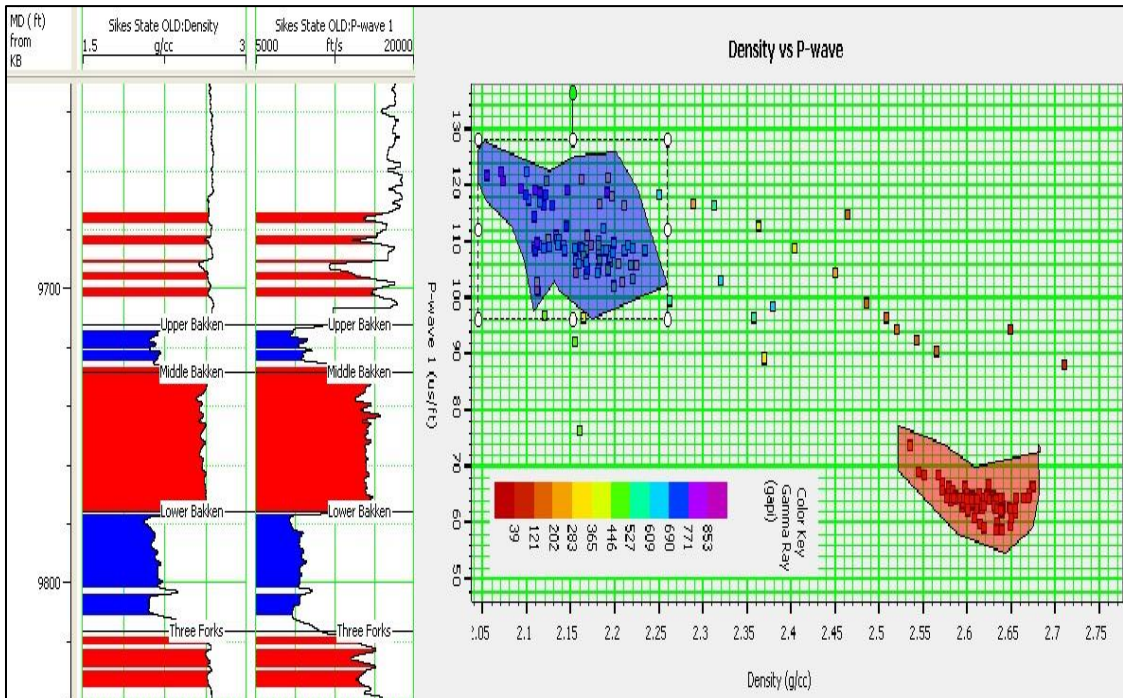 MD (ft)
from
KB
Sikes State OLD:Density
1.5 g/cc 3
Sikes State OLD:P-wave 1
5000 ft/s 20000
9700
Upper Bakken
Upper Bakken
Middle Bakken
Middle Bakken
Lower Bakken
Lower Bakken
9800
Three Forks
Three Forks
Density vs P-wave
P-wave 1 (us/ft)
130
120
110
100
90
80
70
60
50
Color Key
Gamma Ray
(gapi)
39 121 202 283 365 446 527 609 690 771 853
2.05 2.1 2.15 2.2 2.25 2.3 2.35 2.4 2.45 2.5 2.55 2.6 2.65 2.7 2.75
Density (g/cc)